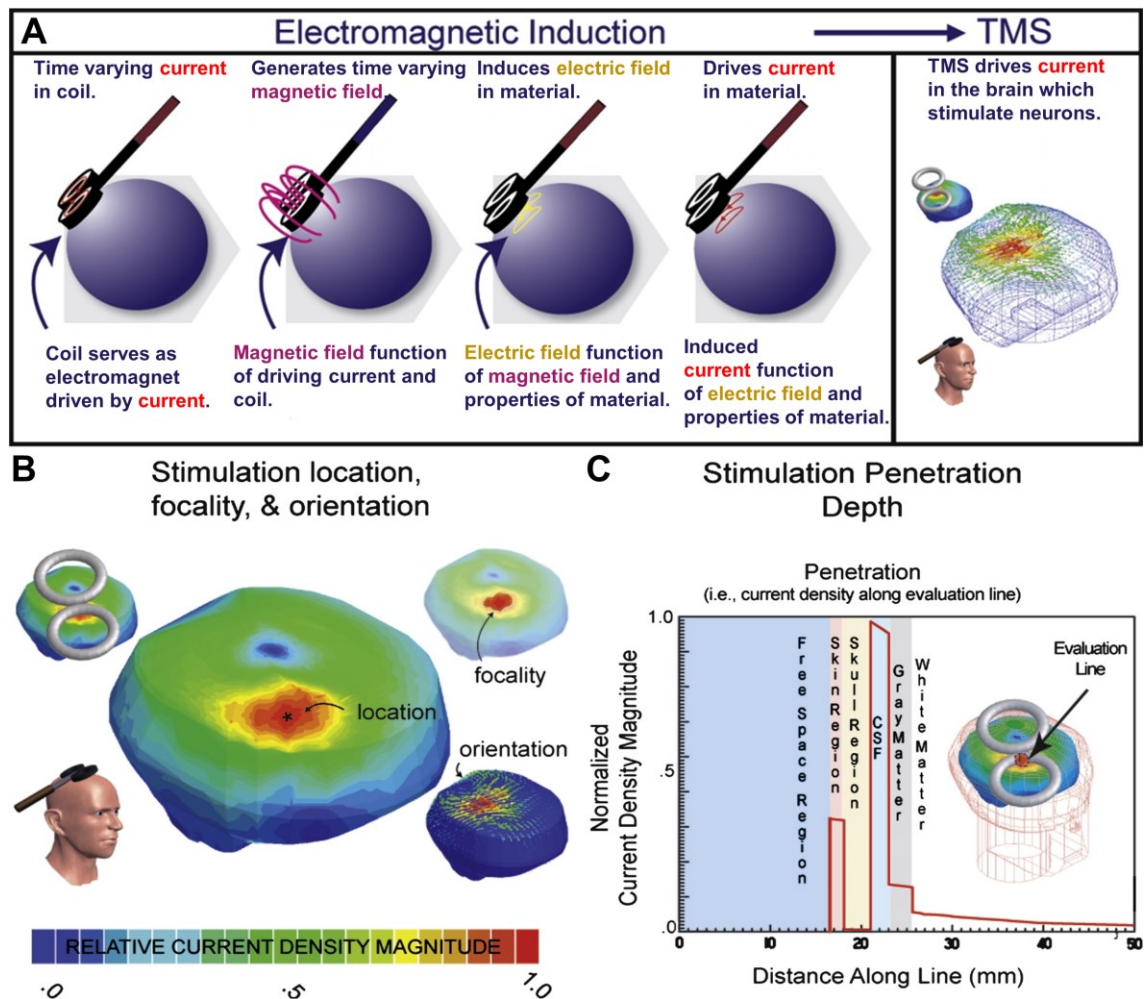 A
Electromagnetic Induction
TMS
Time varying current
in coil.
Generates time varying
magnetic field.
Induces electric field
in material.
Drives current
in material.
TMS drives current
in the brain which
stimulate neurons.
Coil serves as
electromagnet
driven by current.
Magnetic field function
of driving current and
coil.
Electric field function
of magnetic field and
properties of material.
Induced
current function
of electric field and
properties of material.
B
Stimulation location,
focality, & orientation
focality
* location
orientation
RELATIVE CURRENT DENSITY MAGNITUDE
.0
.5
1.0
C
Stimulation Penetration
Depth
Penetration
(i.e., current density along evaluation line)
Normalized
Current Density Magnitude
1.0
.5
.0
Free Space Region
Skin Region
Skull Region
CSF
Gray Matter
White Matter
Evaluation
Line
0
10
20
30
40
50
Distance Along Line (mm)